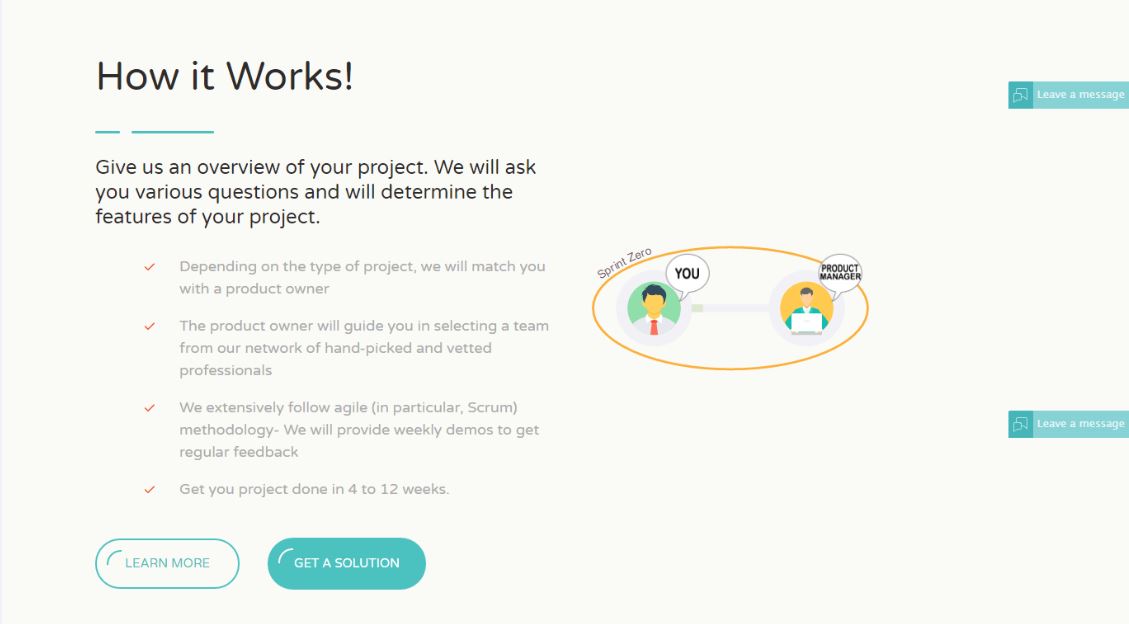 How it Works!
Give us an overview of your project. We will ask
you various questions and will determine the
features of your project.
Depending on the type of project, we will match you
with a product owner
The product owner will guide you in selecting a team
from our network of hand-picked and vetted
professionals
We extensively follow agile (in particular, Scrum)
methodology- We will provide weekly demos to get
regular feedback
Get you project done in 4 to 12 weeks.
LEARN MORE
GET A SOLUTION
Sprint Zero
YOU
PRODUCT
MANAGER
Leave a message
Leave a message